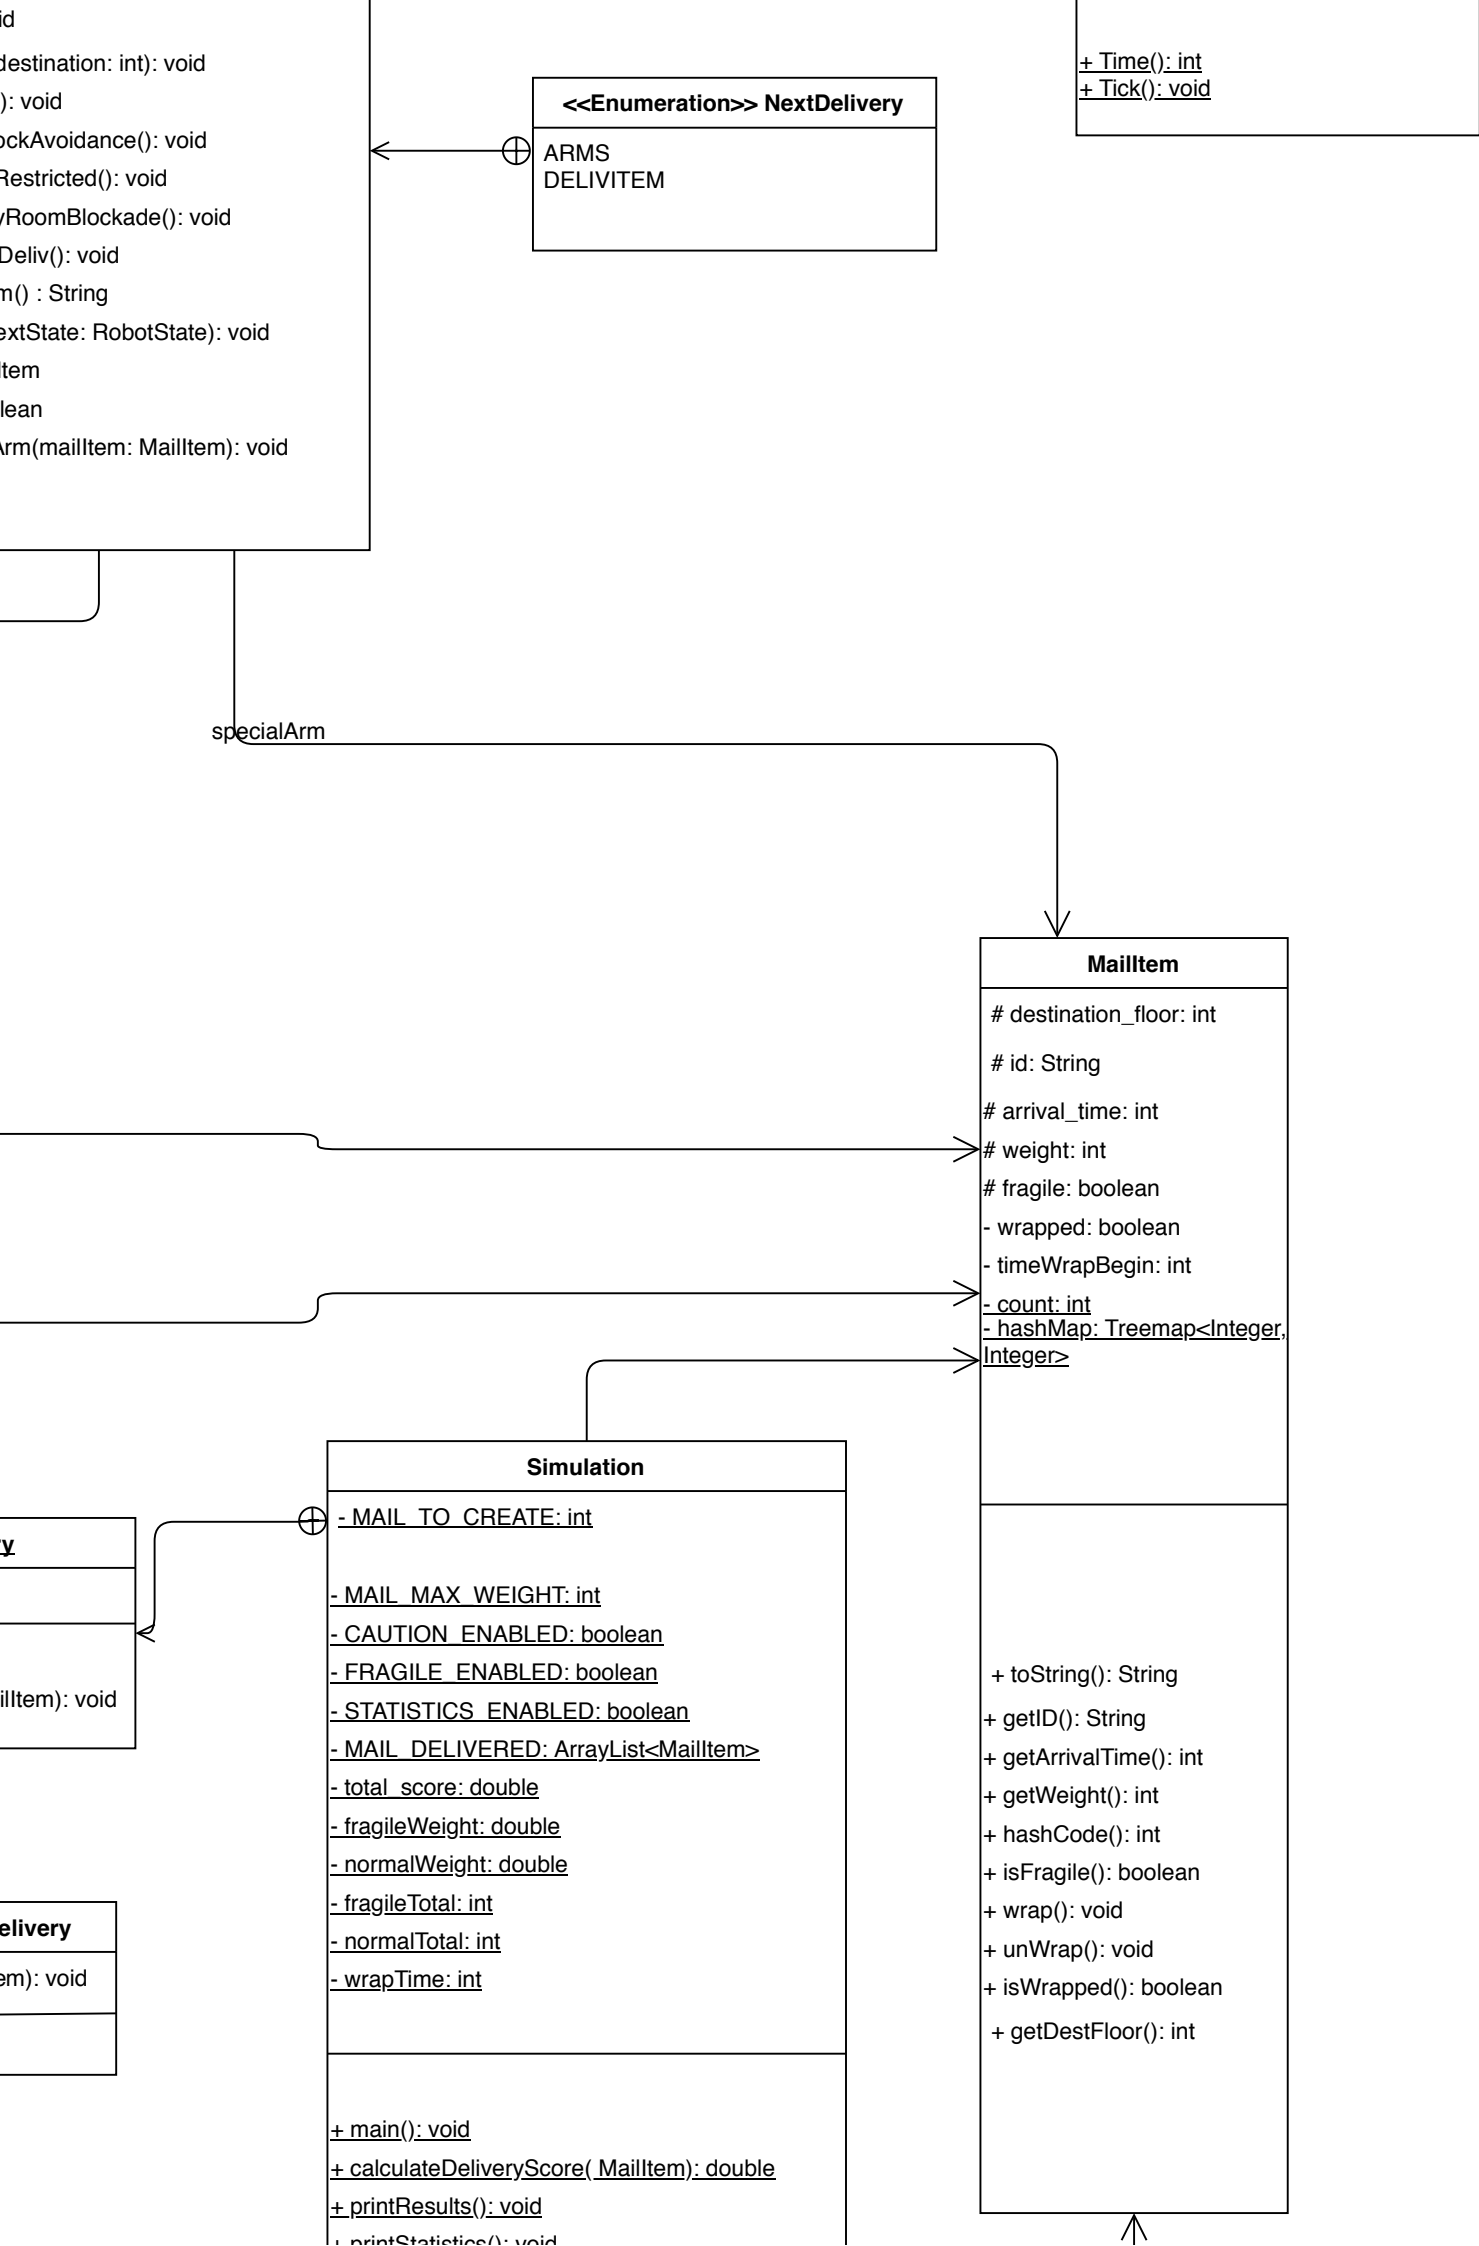 id
destination: int): void
): void
ockAvoidance(): void
Restricted(): void
yRoomBlockade(): void
Deliv(): void
m() : String
extState: RobotState): void
Item
lean
Arm(mailItem: MailItem): void
<<Enumeration>> NextDelivery
ARMS
DELIVITEM
+ Time(): int
+ Tick(): void
specialArm
MailItem
# destination_floor: int
# id: String
# arrival_time: int
# weight: int
# fragile: boolean
- wrapped: boolean
- timeWrapBegin: int
- count: int
- hashMap: Treemap<Integer,
Integer>
+ toString(): String
+ getID(): String
+ getArrivalTime(): int
+ getWeight(): int
+ hashCode(): int
+ isFragile(): boolean
+ wrap(): void
+ unWrap(): void
+ isWrapped(): boolean
+ getDestFloor(): int
y
ilItem): void
elivery
em): void
Simulation
- MAIL_TO_CREATE: int
- MAIL_MAX_WEIGHT: int
- CAUTION_ENABLED: boolean
- FRAGILE_ENABLED: boolean
- STATISTICS_ENABLED: boolean
- MAIL_DELIVERED: ArrayList<MailItem>
- total_score: double
- fragileWeight: double
- normalWeight: double
- fragileTotal: int
- normalTotal: int
- wrapTime: int
+ main(): void
+ calculateDeliveryScore( MailItem): double
+ printResults(): void
+ printStatistics(): void